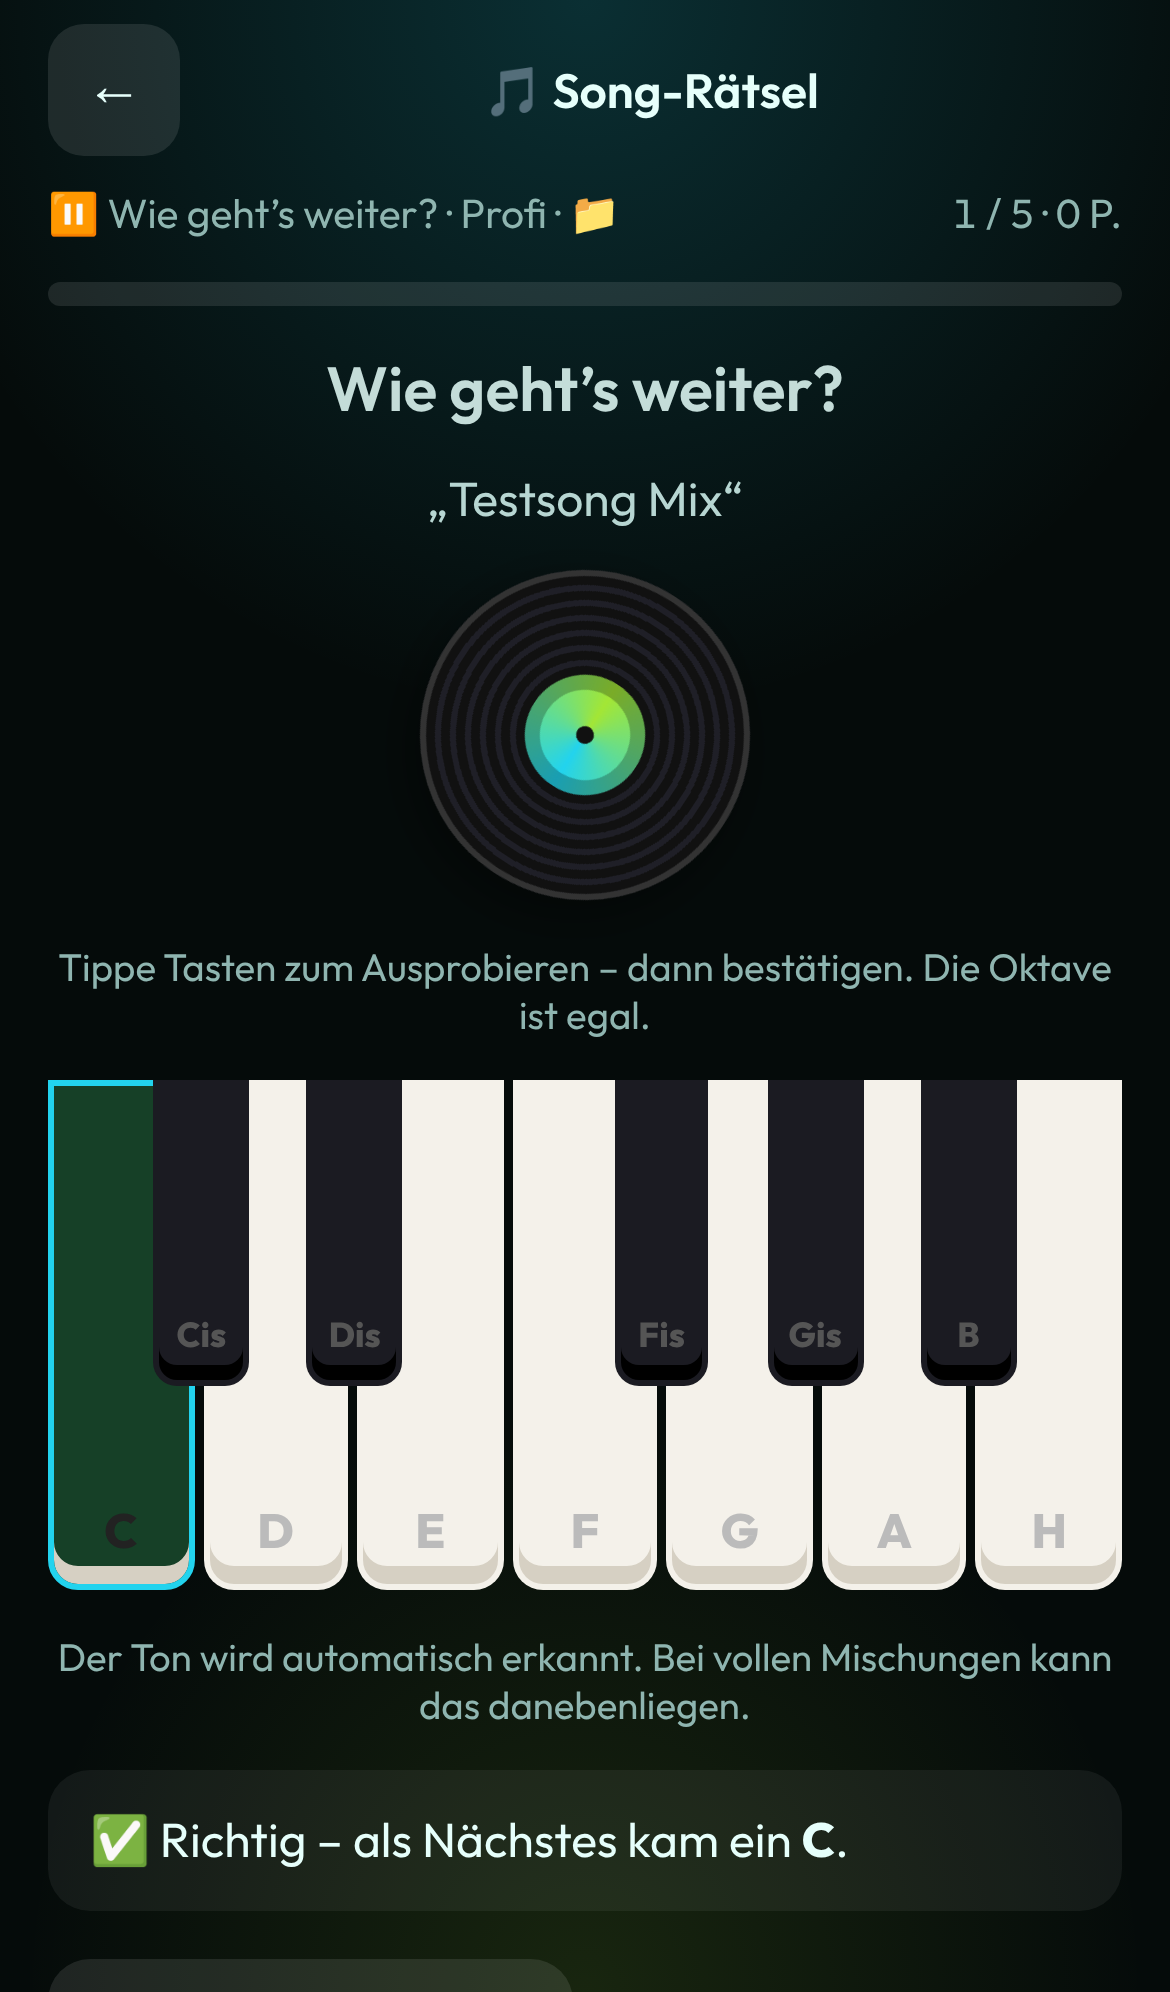 ←
🎵 Song-Rätsel
⏸️ Wie geht’s weiter? · Profi · 📁 1 / 5 · 0 P.
Wie geht’s weiter?
„Testsong Mix“
Tippe Tasten zum Ausprobieren – dann bestätigen. Die Oktave
ist egal.
Cis Dis Fis Gis B
C D E F G A H
Der Ton wird automatisch erkannt. Bei vollen Mischungen kann
das danebenliegen.
✅ Richtig – als Nächstes kam ein C.